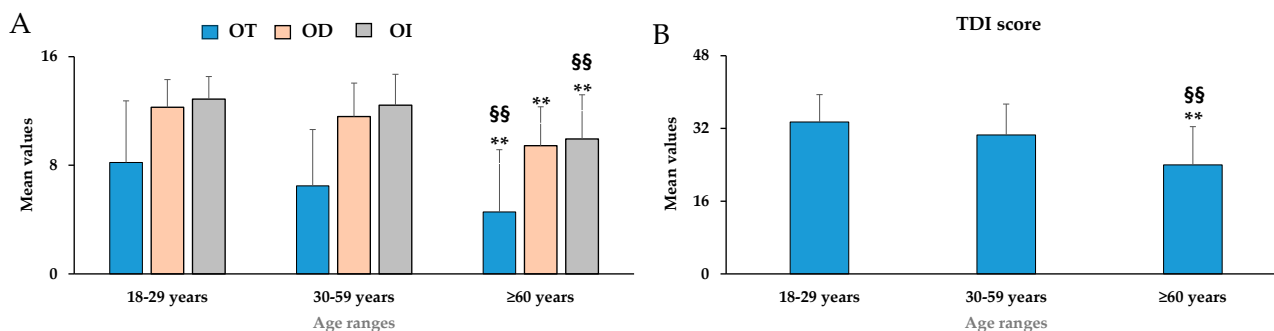 A
OT OD OI
16
8
0
Mean values
§§
**
**
§§
**
18-29 years 30-59 years ≥60 years
Age ranges
B
TDI score
48
32
16
0
Mean values
§§
**
18-29 years 30-59 years ≥60 years
Age ranges